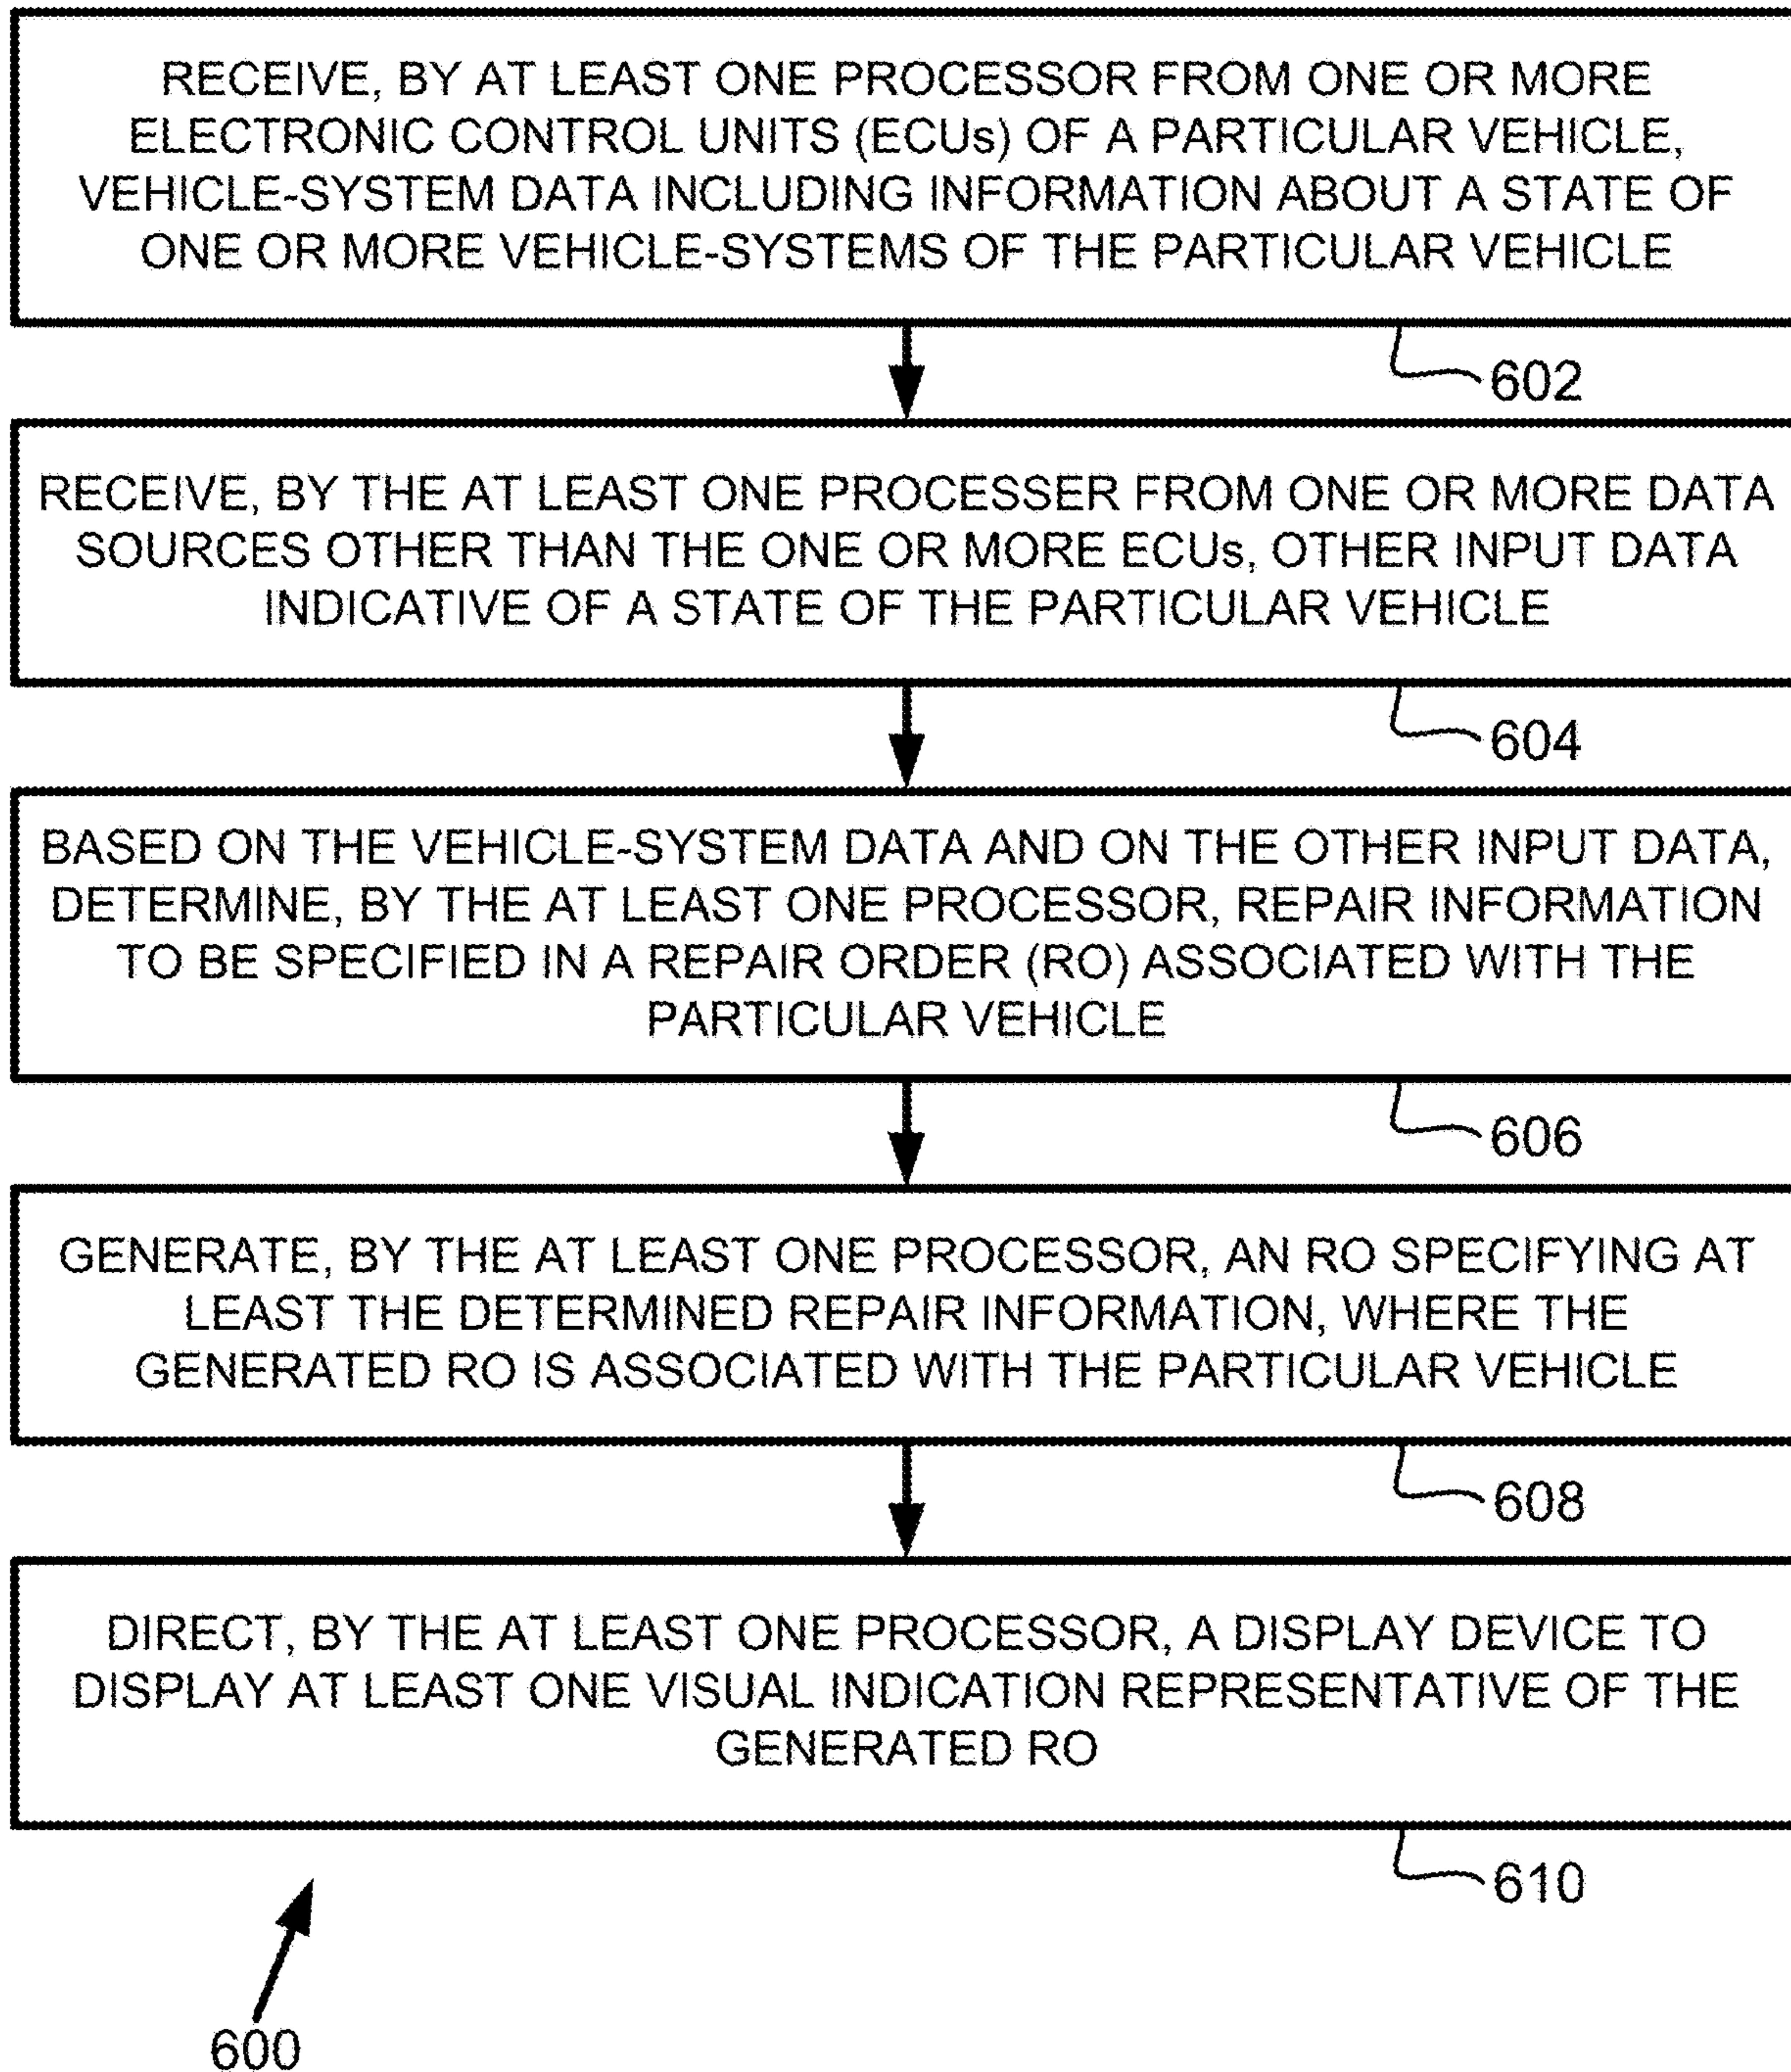 RECEIVE, BY AT LEAST ONE PROCESSOR FROM ONE OR MORE
ELECTRONIC CONTROL UNITS (ECUs) OF A PARTICULAR VEHICLE,
VEHICLE-SYSTEM DATA INCLUDING INFORMATION ABOUT A STATE OF
ONE OR MORE VEHICLE-SYSTEMS OF THE PARTICULAR VEHICLE
602
RECEIVE, BY THE AT LEAST ONE PROCESSER FROM ONE OR MORE DATA
SOURCES OTHER THAN THE ONE OR MORE ECUs, OTHER INPUT DATA
INDICATIVE OF A STATE OF THE PARTICULAR VEHICLE
604
BASED ON THE VEHICLE-SYSTEM DATA AND ON THE OTHER INPUT DATA,
DETERMINE, BY THE AT LEAST ONE PROCESSOR, REPAIR INFORMATION
TO BE SPECIFIED IN A REPAIR ORDER (RO) ASSOCIATED WITH THE
PARTICULAR VEHICLE
606
GENERATE, BY THE AT LEAST ONE PROCESSOR, AN RO SPECIFYING AT
LEAST THE DETERMINED REPAIR INFORMATION, WHERE THE
GENERATED RO IS ASSOCIATED WITH THE PARTICULAR VEHICLE
608
DIRECT, BY THE AT LEAST ONE PROCESSOR, A DISPLAY DEVICE TO
DISPLAY AT LEAST ONE VISUAL INDICATION REPRESENTATIVE OF THE
GENERATED RO
610
600